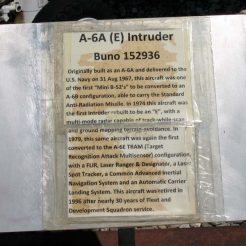 A-6A (E) Intruder
Buno 152936
Originally built as an A-6A and delivered to the
U.S. Navy on 31 Aug 1967, this aircraft was one
of the first "Mini B-52's" to be converted to an
A-6B configuration, able to carry the Standard
Anti-Radiation Missile. In 1974 this aircraft was
the first Intruder rebuilt to be an "E", with a
multi-mode radar capable of track-while-scan
and ground mapping terrain-avoidance. In
1979, this same aircraft was again the first
converted to the A-6E TRAM (Target
Recognition Attack Multisensor) configuration,
with a FLIR, Laser Ranger & Designator, a Laser
Spot Tracker, a Common Advanced Inertial
Navigation System and an Automatic Carrier
Landing System. This aircraft was retired in
1996 after nearly 30 years of Fleet and
Development Squadron service.